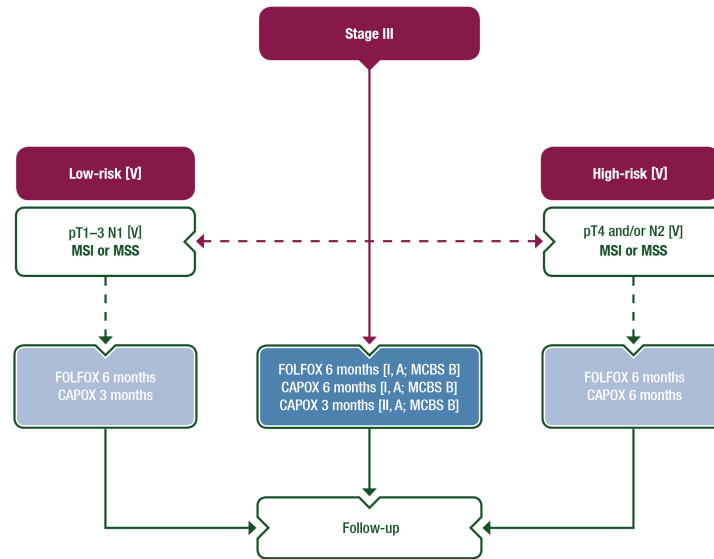 Stage III
Low-risk [V]
High-risk [V]
pT1–3 N1 [V]
MSI or MSS
pT4 and/or N2 [V]
MSI or MSS
FOLFOX 6 months
CAPOX 3 months
FOLFOX 6 months [I, A; MCBS B]
CAPOX 6 months [I, A; MCBS B]
CAPOX 3 months [II, A; MCBS B]
FOLFOX 6 months
CAPOX 6 months
Follow-up